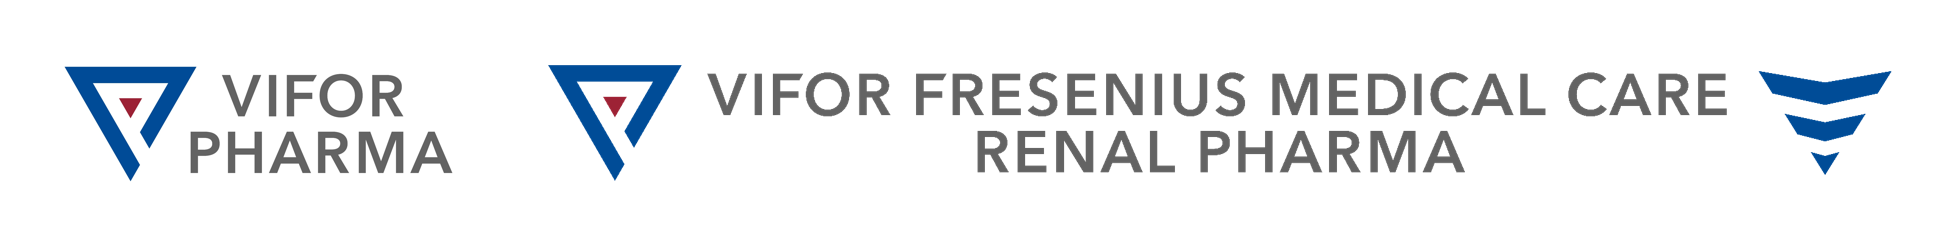 VIFOR
PHARMA
VIFOR FRESENIUS MEDICAL CARE
RENAL PHARMA